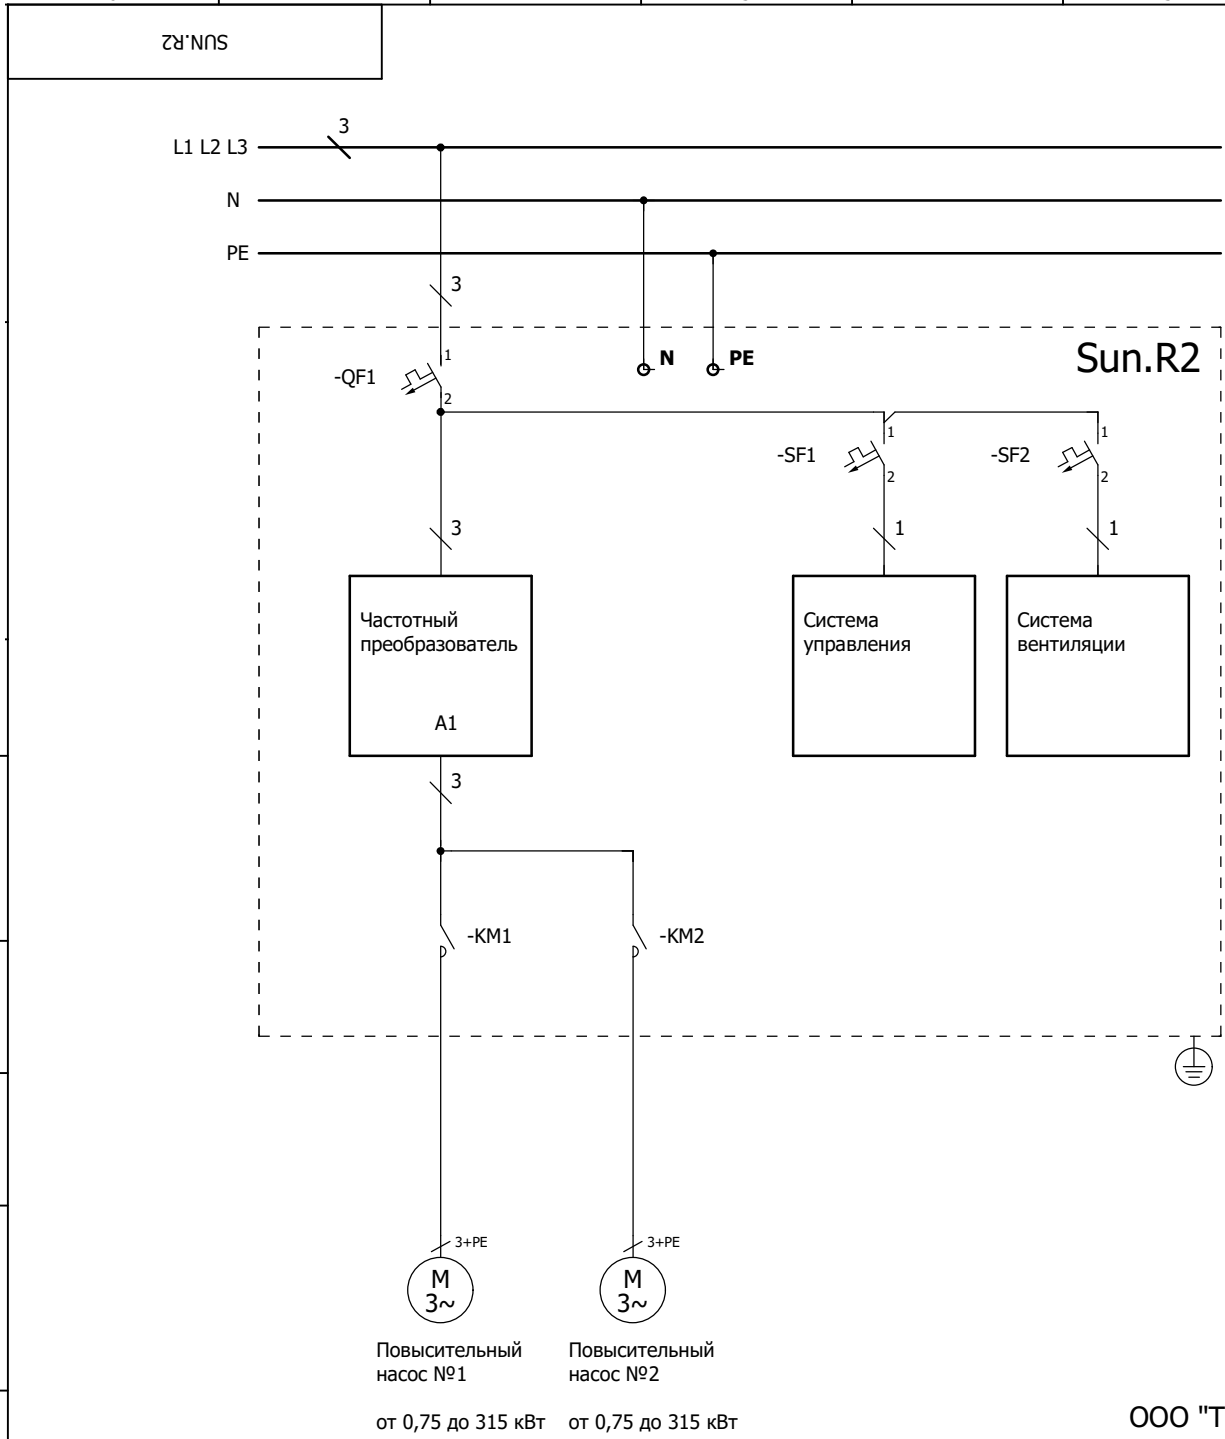 SUN.R2
3
L1 L2 L3
N
PE
3
Sun.R2
N
PE
1
-QF1
2
1
-SF1
2
1
-SF2
2
3
1
1
Частотный
преобразователь
A1
Система
управления
Система
вентиляции
3
-KM1
-KM2
3+PE
3+PE
M
3~
M
3~
Повысительный
насос №1
Повысительный
насос №2
от 0,75 до 315 кВт
от 0,75 до 315 кВт
ООО "Т